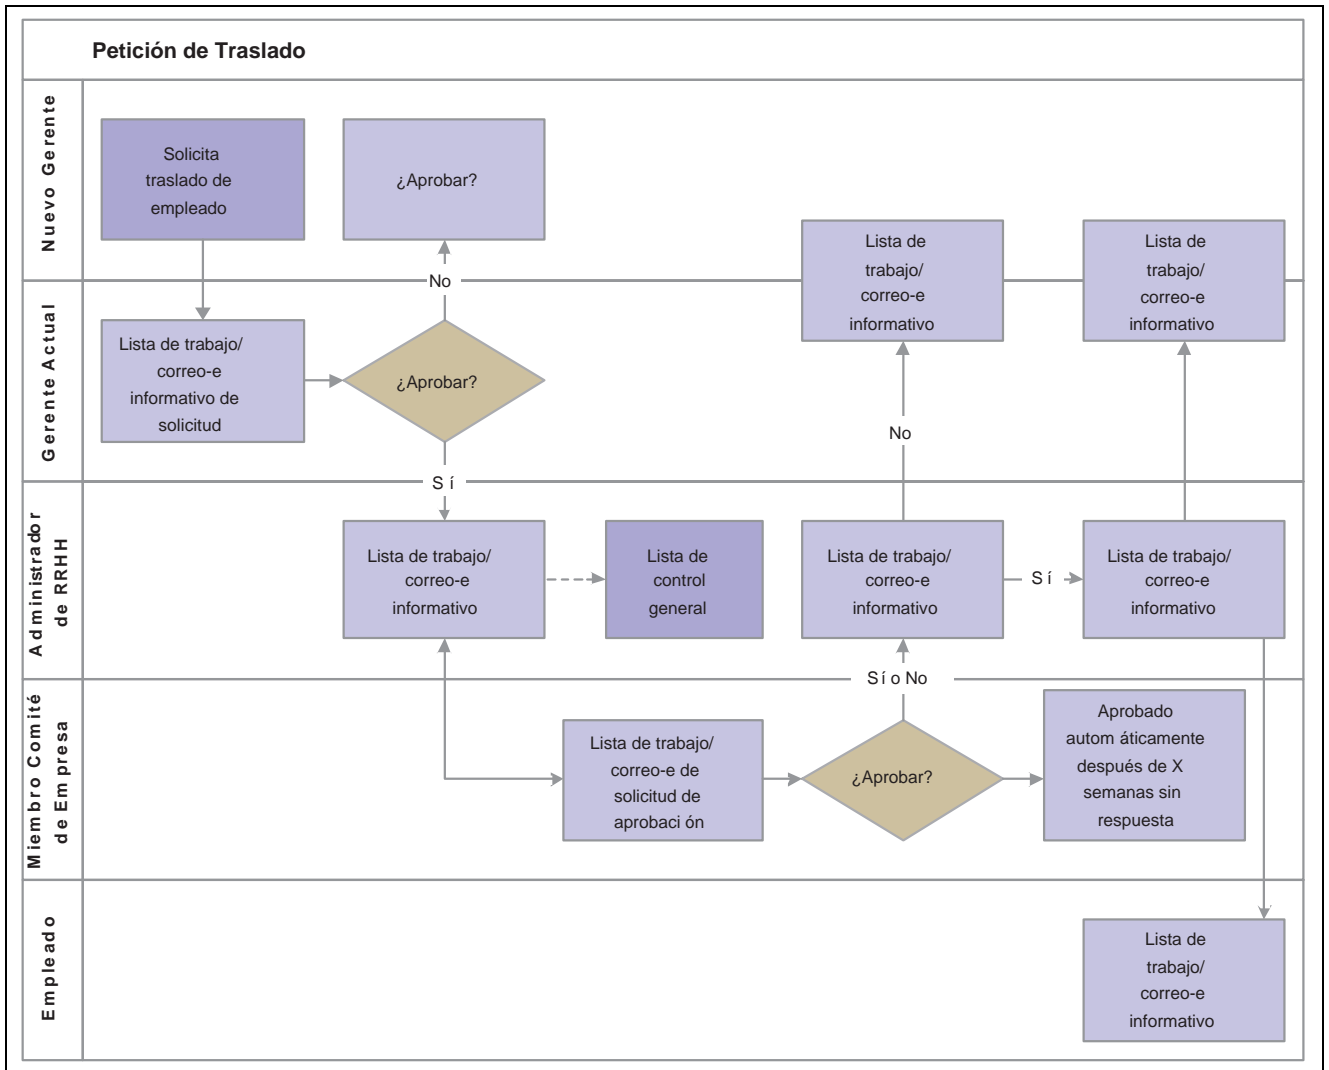 Petición de Traslado
Nuevo Gerente
Solicita
traslado de
empleado
¿Aprobar?
Lista de
trabajo/
correo-e
informativo
Lista de
trabajo/
correo-e
informativo
No
Gerente Actual
Lista de trabajo/
correo-e
informativo de
solicitud
¿Aprobar?
No
Sí
Administrador
de RRHH
Lista de trabajo/
correo-e
informativo
Lista de
control
general
Lista de trabajo/
correo-e
informativo
Sí
Lista de trabajo/
correo-e
informativo
Sí o No
Miembro Comité
de Empresa
Lista de trabajo/
correo-e de
solicitud de
aprobaci ón
¿Aprobar?
Aprobado
autom áticamente
después de X
semanas sin
respuesta
Empleado
Lista de
trabajo/
correo-e
informativo